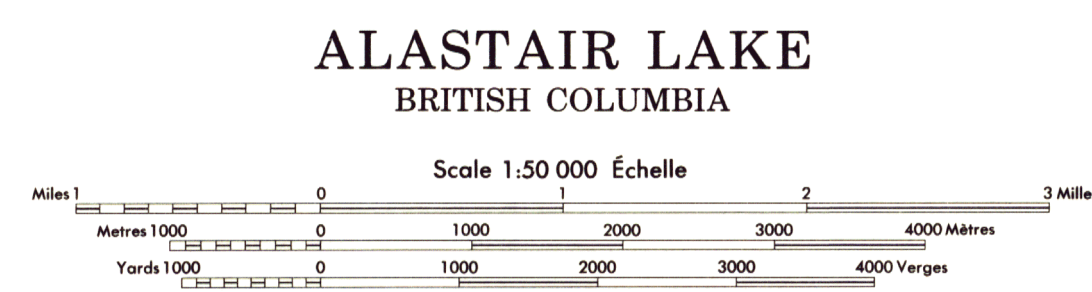 ALASTAIR LAKE
BRITISH COLUMBIA
Scale 1:50 000 Échelle
Miles 1 0 1 2 3 Mille
Metres 1000 0 1000 2000 3000 4000 Mètres
Yards 1000 0 1000 2000 3000 4000 Verges